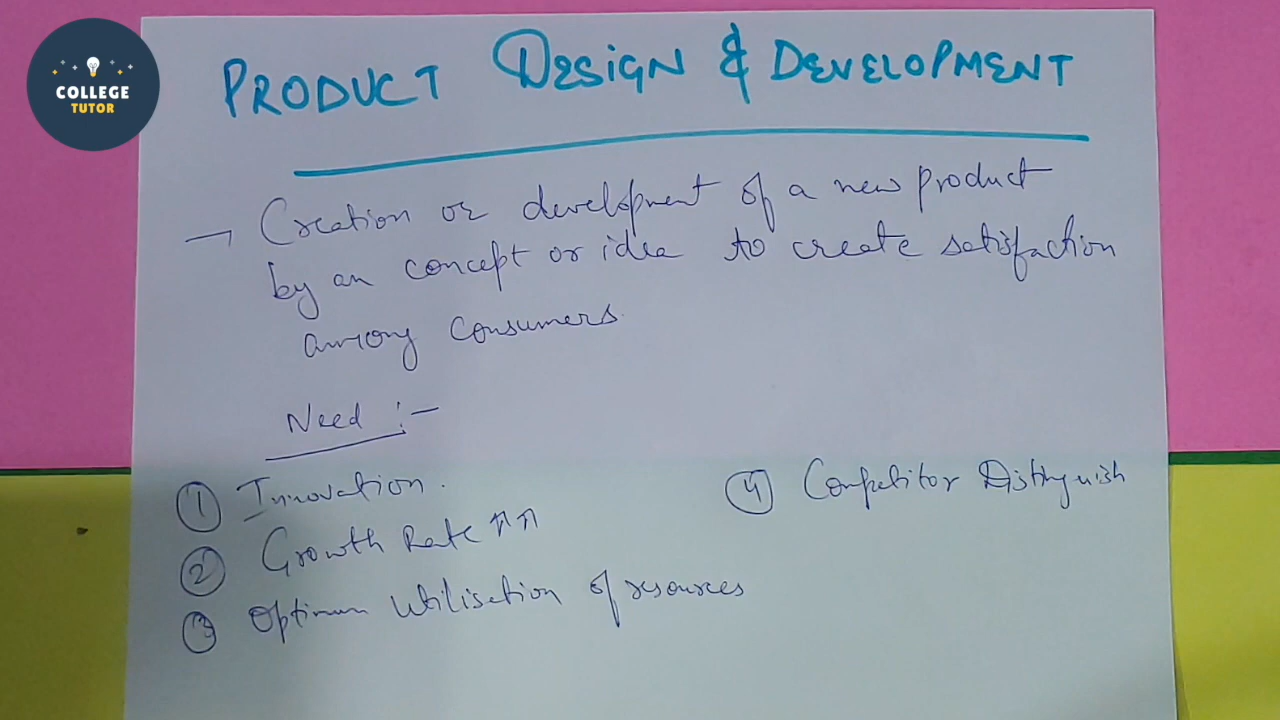 COLLEGE
TUTOR
PRODUCT DESIGN & DEVELOPMENT
→ Creation or development of a new product
by an concept or idea to create satisfaction
among consumers.
Need :-
① Innovation.
② Growth Rate ↑↑
③ Optimum Utilisation of resources
④ Competitor Distinguish